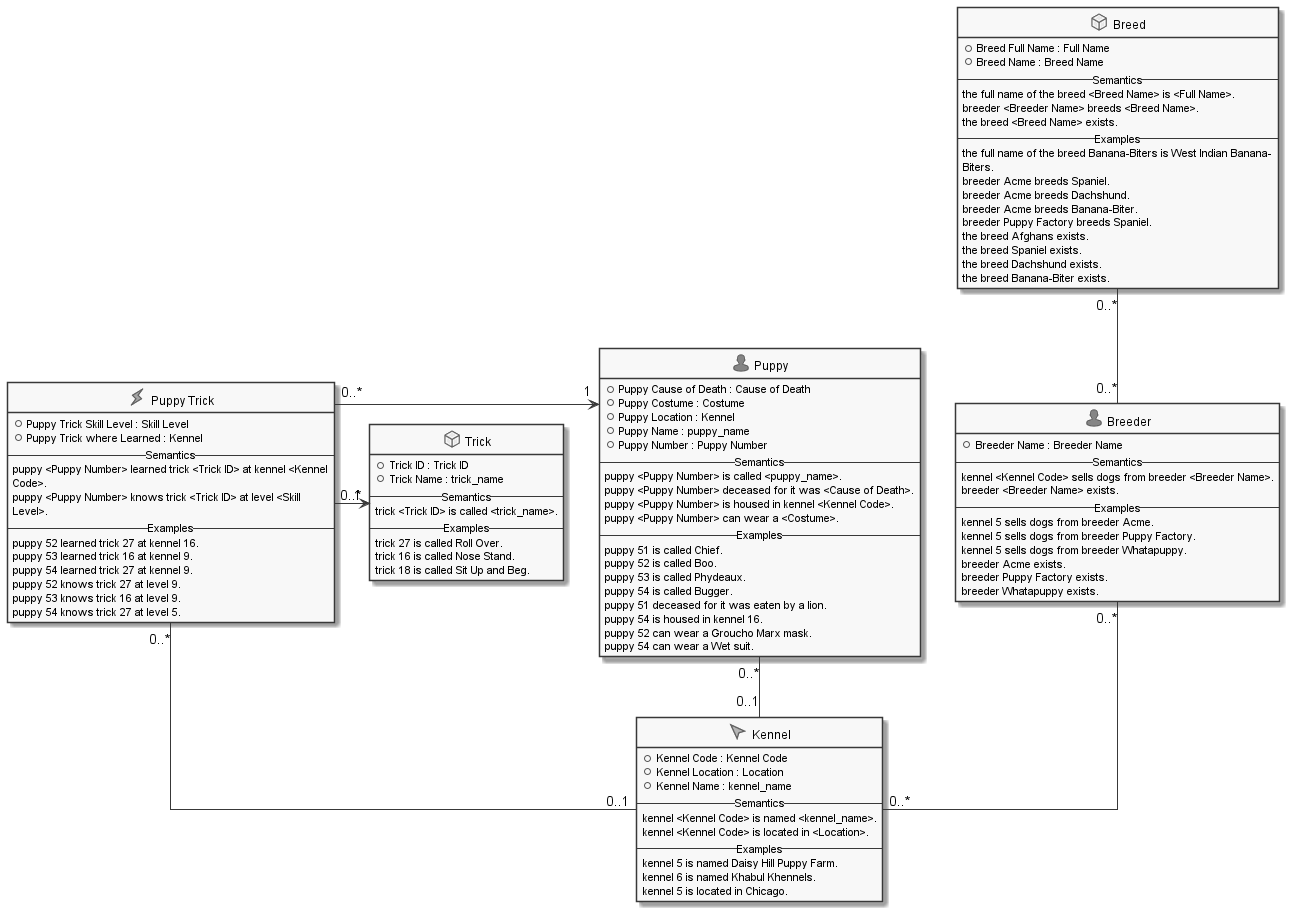 Breed
Breed Full Name : Full Name
Breed Name : Breed Name
Semantics
the full name of the breed <Breed Name> is <Full Name>.
breeder <Breeder Name> breeds <Breed Name>.
the breed <Breed Name> exists.
Examples
the full name of the breed Banana-Biters is West Indian Banana-
Biters.
breeder Acme breeds Spaniel.
breeder Acme breeds Dachshund.
breeder Acme breeds Banana-Biter.
breeder Puppy Factory breeds Spaniel.
the breed Afghans exists.
the breed Spaniel exists.
the breed Dachshund exists.
the breed Banana-Biter exists.
0..*
0..*
Puppy Trick
Puppy Trick Skill Level : Skill Level
Puppy Trick where Learned : Kennel
Semantics
puppy <Puppy Number> learned trick <Trick ID> at kennel <Kennel
Code>.
puppy <Puppy Number> knows trick <Trick ID> at level <Skill
Level>.
Examples
puppy 52 learned trick 27 at kennel 16.
puppy 53 learned trick 16 at kennel 9.
puppy 54 learned trick 27 at kennel 9.
puppy 52 knows trick 27 at level 9.
puppy 53 knows trick 16 at level 9.
puppy 54 knows trick 27 at level 5.
0..*
1
0..*
1
Trick
Trick ID : Trick ID
Trick Name : trick_name
Semantics
trick <Trick ID> is called <trick_name>.
Examples
trick 27 is called Roll Over.
trick 16 is called Nose Stand.
trick 18 is called Sit Up and Beg.
Puppy
Puppy Cause of Death : Cause of Death
Puppy Costume : Costume
Puppy Location : Kennel
Puppy Name : puppy_name
Puppy Number : Puppy Number
Semantics
puppy <Puppy Number> is called <puppy_name>.
puppy <Puppy Number> deceased for it was <Cause of Death>.
puppy <Puppy Number> is housed in kennel <Kennel Code>.
puppy <Puppy Number> can wear a <Costume>.
Examples
puppy 51 is called Chief.
puppy 52 is called Boo.
puppy 53 is called Phydeaux.
puppy 54 is called Bugger.
puppy 51 deceased for it was eaten by a lion.
puppy 54 is housed in kennel 16.
puppy 52 can wear a Groucho Marx mask.
puppy 54 can wear a Wet suit.
Breeder
Breeder Name : Breeder Name
Semantics
kennel <Kennel Code> sells dogs from breeder <Breeder Name>.
breeder <Breeder Name> exists.
Examples
kennel 5 sells dogs from breeder Acme.
kennel 5 sells dogs from breeder Puppy Factory.
kennel 5 sells dogs from breeder Whatapuppy.
breeder Acme exists.
breeder Puppy Factory exists.
breeder Whatapuppy exists.
0..*
0..*
0..*
0..1
0..1
0..*
Kennel
Kennel Code : Kennel Code
Kennel Location : Location
Kennel Name : kennel_name
Semantics
kennel <Kennel Code> is named <kennel_name>.
kennel <Kennel Code> is located in <Location>.
Examples
kennel 5 is named Daisy Hill Puppy Farm.
kennel 6 is named Khabul Khennels.
kennel 5 is located in Chicago.